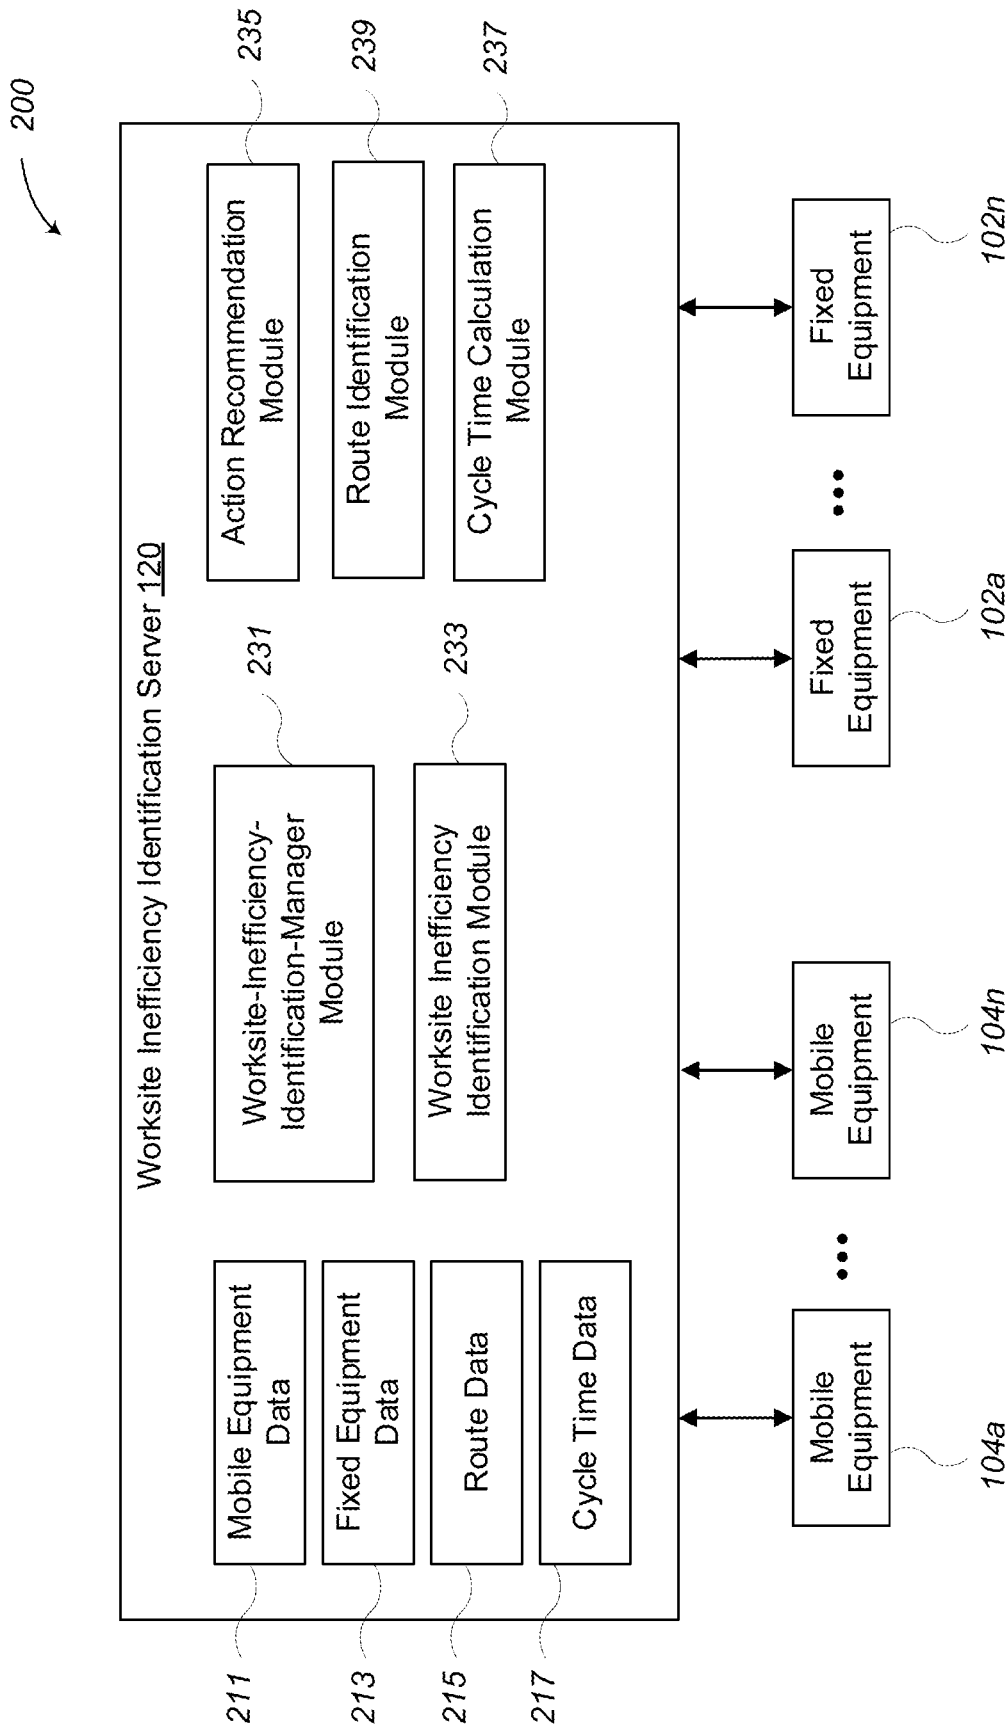 200
Worksite Inefficiency Identification Server 120
Mobile Equipment
Data
211
Fixed Equipment
Data
213
Route Data
215
Cycle Time Data
217
Worksite-Inefficiency-
Identification-Manager
Module
231
Worksite Inefficiency
Identification Module
233
Action Recommendation
Module
235
Route Identification
Module
239
Cycle Time Calculation
Module
237
Mobile
Equipment
104a
Mobile
Equipment
104n
Fixed
Equipment
102a
Fixed
Equipment
102n